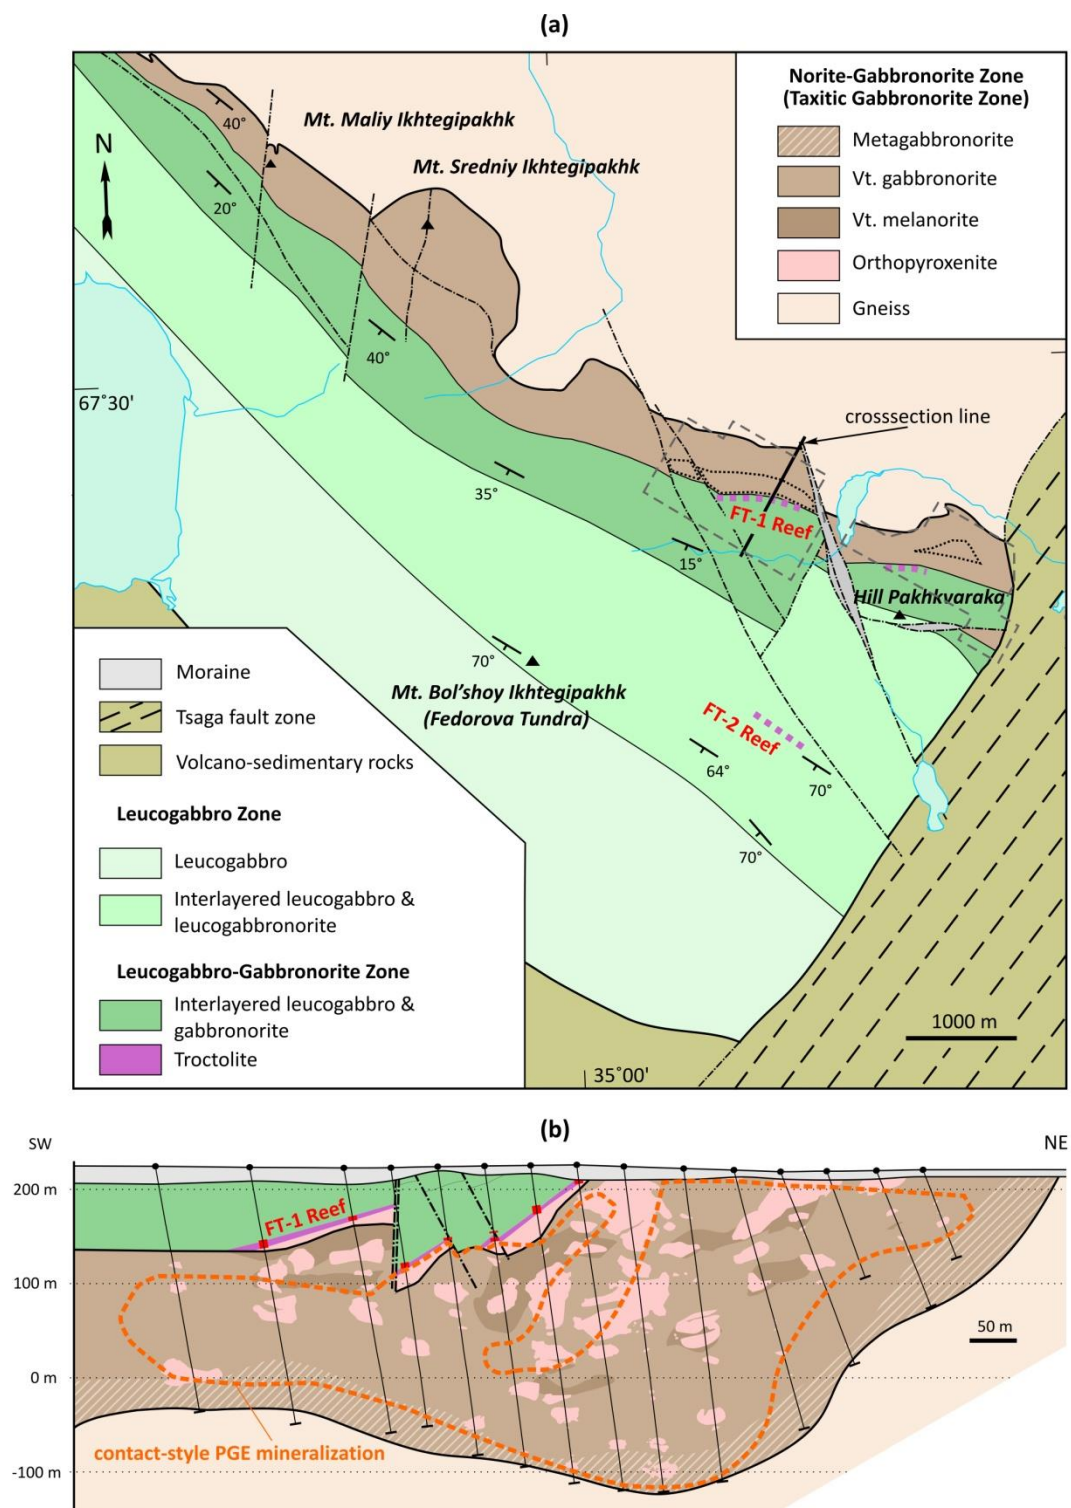 (a)
Norite-Gabbronorite Zone
(Taxitic Gabbronorite Zone)
Metagabbronorite
Vt. gabbronorite
Vt. melanorite
Orthopyroxenite
Gneiss
40˚
Mt. Maliy Ikhtegipakhk
N
Mt. Sredniy Ikhtegipakhk
20˚
40˚
67˚30'
crosssection line
35˚
FT-1 Reef
15˚
Hill Pakhkvaraka
70˚
Mt. Bol’shoy Ikhtegipakhk
(Fedorova Tundra)
FT-2 Reef
64˚
70˚
70˚
Moraine
Tsaga fault zone
Volcano-sedimentary rocks
Leucogabbro Zone
Leucogabbro
Interlayered leucogabbro &
leucogabbronorite
Leucogabbro-Gabbronorite Zone
Interlayered leucogabbro &
gabbronorite
Troctolite
1000 m
35˚00'
(b)
SW
NE
200 m
FT-1 Reef
100 m
50 m
0 m
contact-style PGE mineralization
-100 m